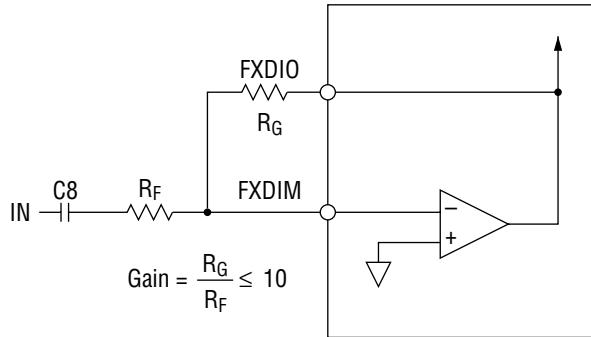 FXDIO
R_G
C8
R_F
FXDIM
IN
−
+
Gain = R_G / R_F ≤ 10